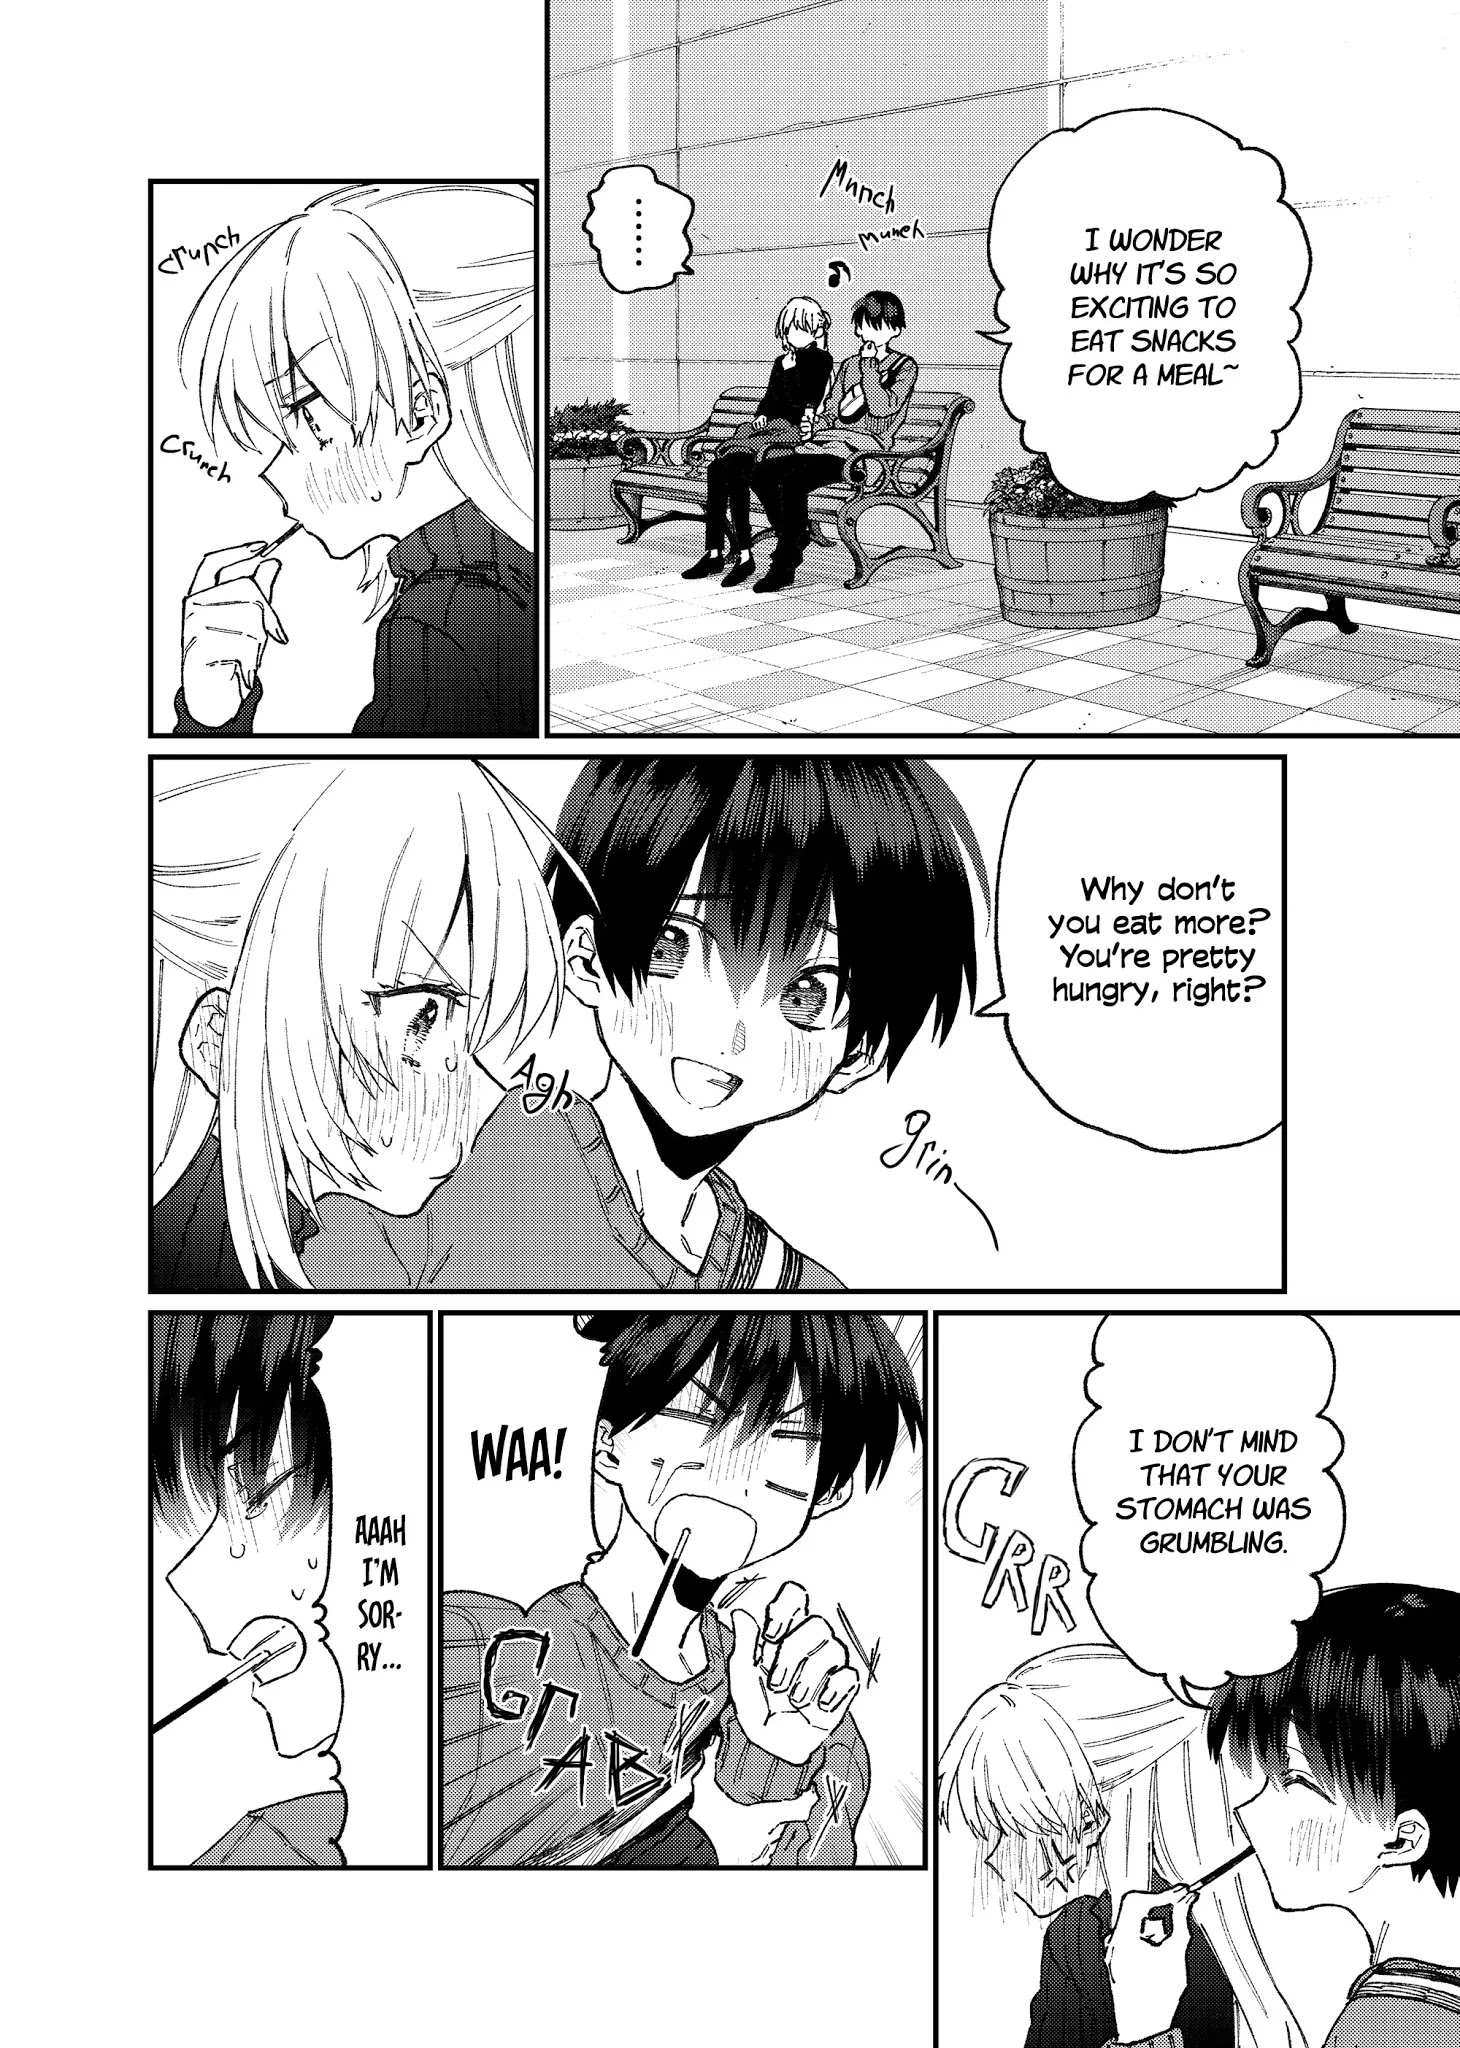 I WONDER
WHY IT'S SO
EXCITING TO
EAT SNACKS
FOR A MEAL~
Munch
munch
.......
crunch
crunch
Why don't
you eat more?
You're pretty
hungry, right?
Agh
grin
I DON'T MIND
THAT YOUR
STOMACH WAS
GRUMBLING.
GRRR
WAA!
GRAB
AAAH
I'M
SOR-
RY...